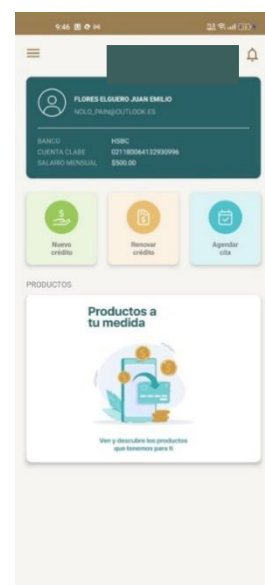 9:46
FLORES ELGUERO JUAN EMILIO
NOLO_PAIN@OUTLOOK.ES
BANCO HSBC
CUENTA CLABE 021180064132930996
SALARIO MENSUAL $500.00
Nuevo crédito
Renovar crédito
Agendar cita
PRODUCTOS
Productos a
tu medida
Ven y descubre los productos
que tenemos para ti